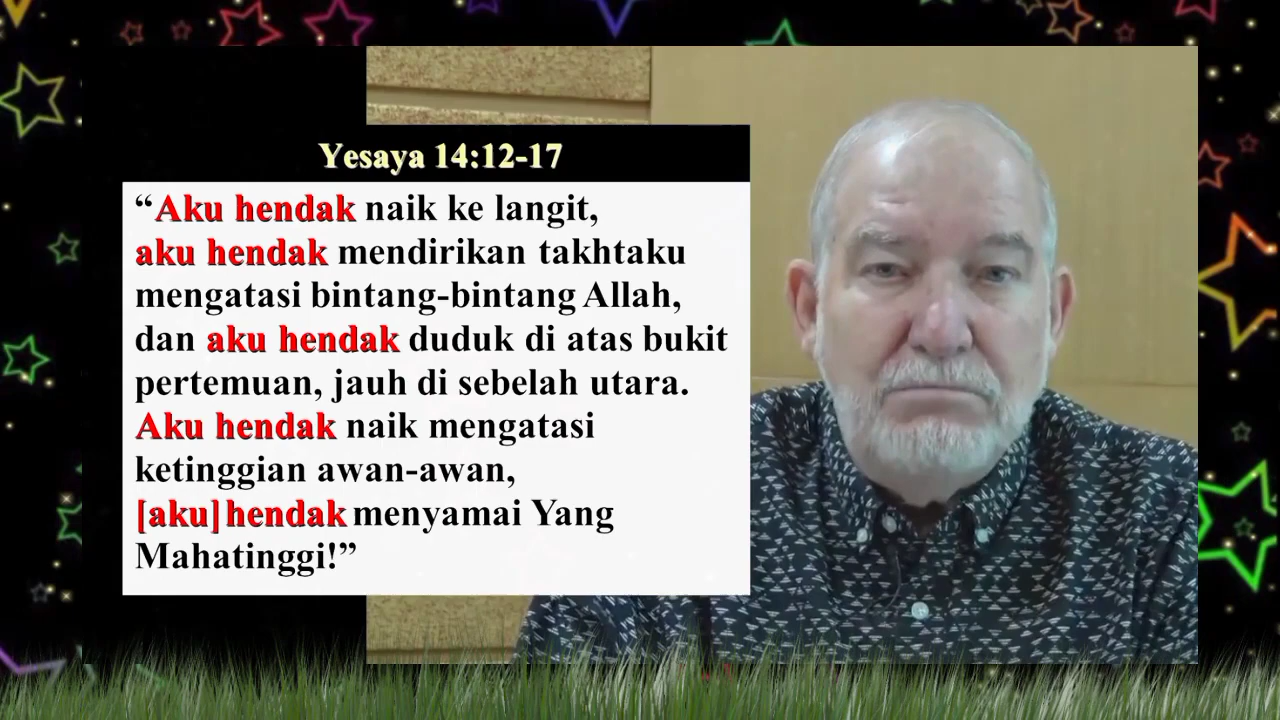 Yesaya 14:12-17
“Aku hendak naik ke langit,
aku hendak mendirikan takhtaku
mengatasi bintang-bintang Allah,
dan aku hendak duduk di atas bukit
pertemuan, jauh di sebelah utara.
Aku hendak naik mengatasi
ketinggian awan-awan,
[aku] hendak menyamai Yang
Mahatinggi!”